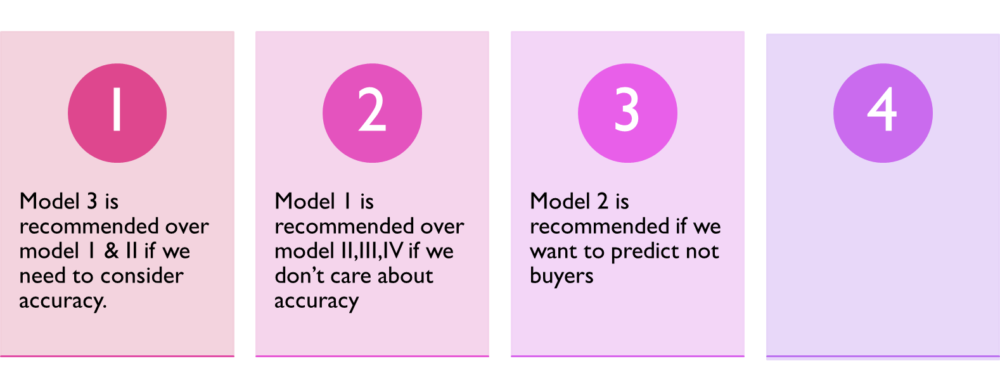 1
Model 3 is
recommended over
model 1 & II if we
need to consider
accuracy.
2
Model 1 is
recommended over
model II,III,IV if we
don’t care about
accuracy
3
Model 2 is
recommended if we
want to predict not
buyers
4